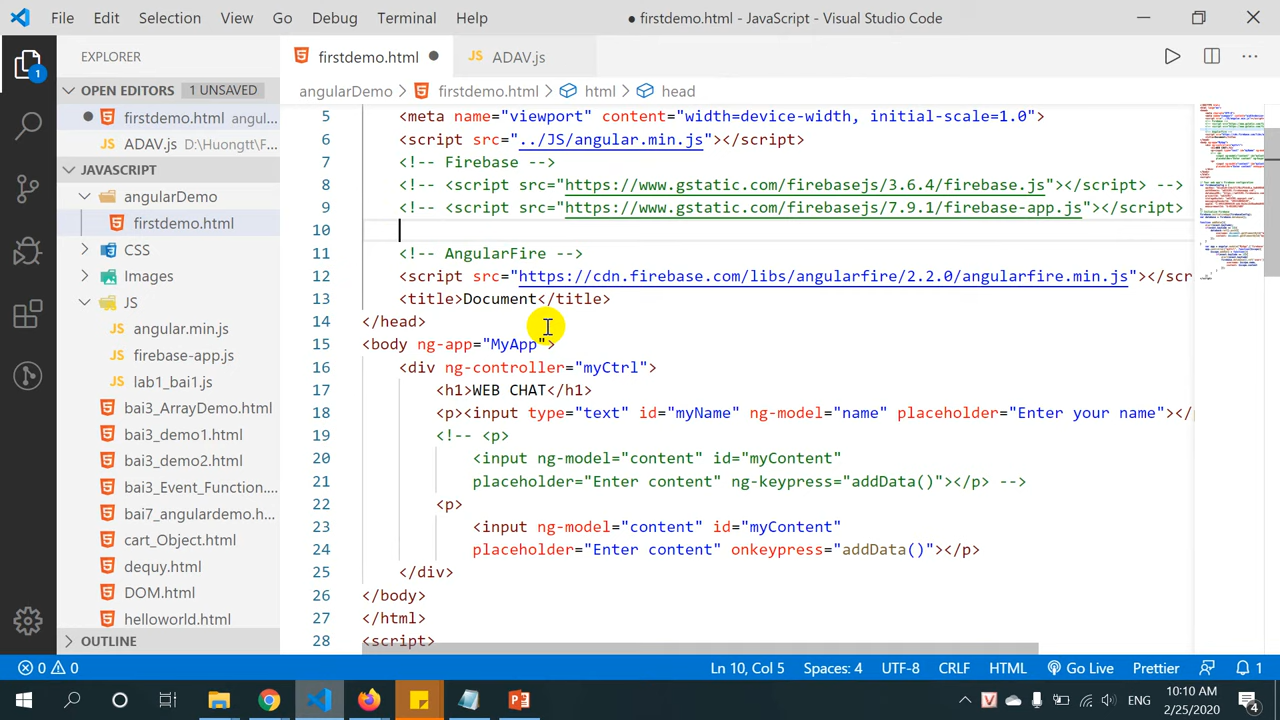 File Edit Selection View Go Debug Terminal Help
● firstdemo.html - JavaScript - Visual Studio Code
EXPLORER
OPEN EDITORS 1 UNSAVED
firstdemo.html angul...
ADAV.js D:\Huongtt\F...
JAVASCRIPT
angularDemo
firstdemo.html
CSS
Images
JS
angular.min.js
firebase-app.js
lab1_bai1.js
bai3_ArrayDemo.html
bai3_demo1.html
bai3_demo2.html
bai3_Event_Function....
bai7_angulardemo.h...
cart_Object.html
dequy.html
DOM.html
helloworld.html
OUTLINE
1
firstdemo.html ●
JS ADAV.js
angularDemo > firstdemo.html > html > head
5 <meta name="viewport" content="width=device-width, initial-scale=1.0">
6 <script src="../JS/angular.min.js"></script>
7 <!-- Firebase -->
8 <!-- <script src="https://www.gstatic.com/firebasejs/3.6.4/firebase.js"></script> -->
9 <!-- <script src="https://www.gstatic.com/firebasejs/7.9.1/firebase-app.js"></script>
10
11 <!-- AngularFire -->
12 <script src="https://cdn.firebase.com/libs/angularfire/2.2.0/angularfire.min.js"></scr
13 <title>Document</title>
14 </head>
15 <body ng-app="MyApp">
16 <div ng-controller="myCtrl">
17 <h1>WEB CHAT</h1>
18 <p><input type="text" id="myName" ng-model="name" placeholder="Enter your name"></p
19 <!-- <p>
20 <input ng-model="content" id="myContent"
21 placeholder="Enter content" ng-keypress="addData()"></p> -->
22 <p>
23 <input ng-model="content" id="myContent"
24 placeholder="Enter content" onkeypress="addData()"></p>
25 </div>
26 </body>
27 </html>
28 <script>
0 0 Ln 10, Col 5 Spaces: 4 UTF-8 CRLF HTML Go Live Prettier 1
ENG
10:10 AM
2/25/2020
4